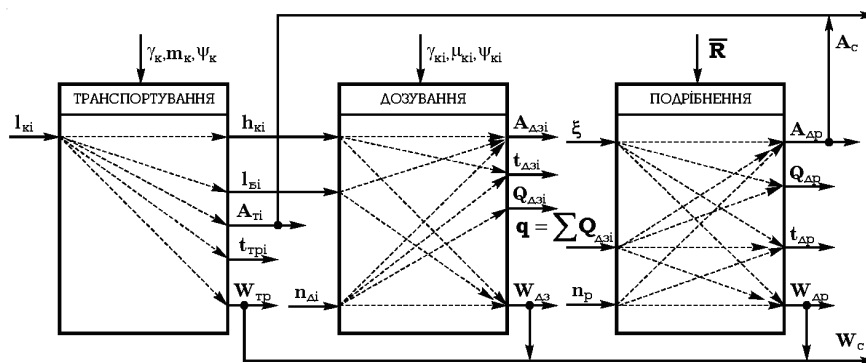 γк, mк, ψк
γкі, μкі, ψкі
R̅
Aс
ТРАНСПОРТУВАННЯ
ДОЗУВАННЯ
ПОДРІБНЕННЯ
lкі
hкі
Aдзі
ξ
Aдр
tдзі
lбі
Qдзі
Qдр
Aті
q = ∑ Qдзі
tтрі
tдр
Wтр
nді
Wдз
nр
Wдр
Wс